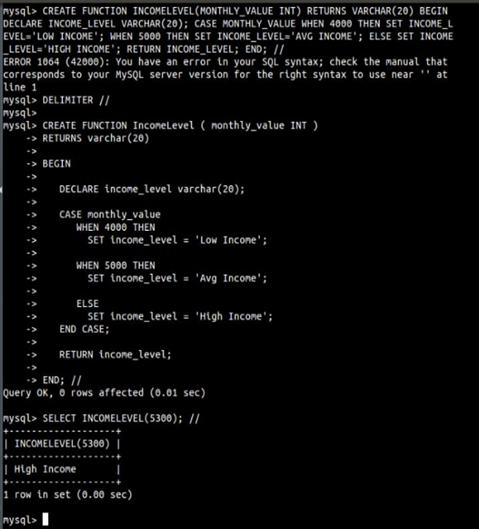 mysql> CREATE FUNCTION INCOMELEVEL(MONTHLY_VALUE INT) RETURNS VARCHAR(20) BEGIN
DECLARE INCOME_LEVEL VARCHAR(20); CASE MONTHLY_VALUE WHEN 4000 THEN SET INCOME_L
EVEL='LOW INCOME'; WHEN 5000 THEN SET INCOME_LEVEL='AVG INCOME'; ELSE SET INCOME
_LEVEL='HIGH INCOME'; RETURN INCOME_LEVEL; END; //
ERROR 1064 (42000): You have an error in your SQL syntax; check the manual that
corresponds to your MySQL server version for the right syntax to use near '' at
line 1
mysql> DELIMITER //
mysql>
mysql> CREATE FUNCTION IncomeLevel ( monthly_value INT )
-> RETURNS varchar(20)
->
-> BEGIN
->
-> DECLARE income_level varchar(20);
->
-> CASE monthly_value
-> WHEN 4000 THEN
-> SET income_level = 'Low Income';
->
-> WHEN 5000 THEN
-> SET income_level = 'Avg Income';
->
-> ELSE
-> SET income_level = 'High Income';
-> END CASE;
->
-> RETURN income_level;
->
-> END; //
Query OK, 0 rows affected (0.01 sec)
mysql> SELECT INCOMELEVEL(5300); //
+-------------------+
| INCOMELEVEL(5300) |
+-------------------+
| High Income |
+-------------------+
1 row in set (0.00 sec)
mysql>